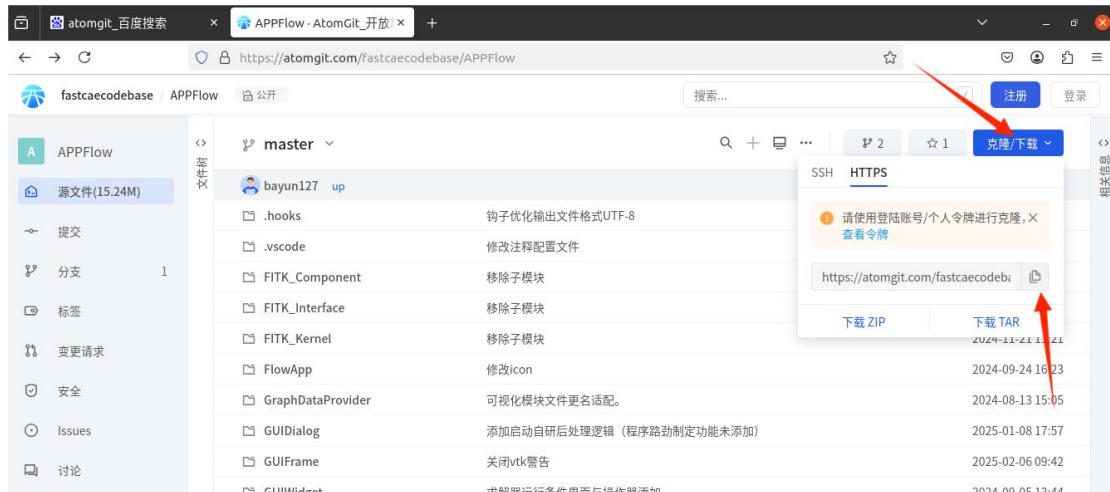 atomgit_百度搜索
APPFlow · AtomGit_开放
https://atomgit.com/fastcaecodebase/APPFlow
fastcaecodebase / APPFlow 公开
搜索...
注册
登录
A APPFlow
文件树
master
2
1
克隆/下载
相关信息
源文件(15.24M)
提交
分支 1
标签
变更请求
安全
Issues
讨论
bayun127 up
.hooks 钩子优化输出文件格式UTF-8
.vscode 修改注释配置文件
FITK_Component 移除子模块
FITK_Interface 移除子模块
FITK_Kernel 移除子模块
FlowApp 修改icon 2024-09-24 16:23
GraphDataProvider 可视化模块文件更名适配。 2024-08-13 15:05
GUIDialog 添加启动自研后处理逻辑（程序路劲制定功能未添加） 2025-01-08 17:57
GUIFrame 关闭vtk警告 2025-02-06 09:42
SSH HTTPS
请使用登陆账号/个人令牌进行克隆，
查看令牌
https://atomgit.com/fastcaecodeba
下载 ZIP
下载 TAR